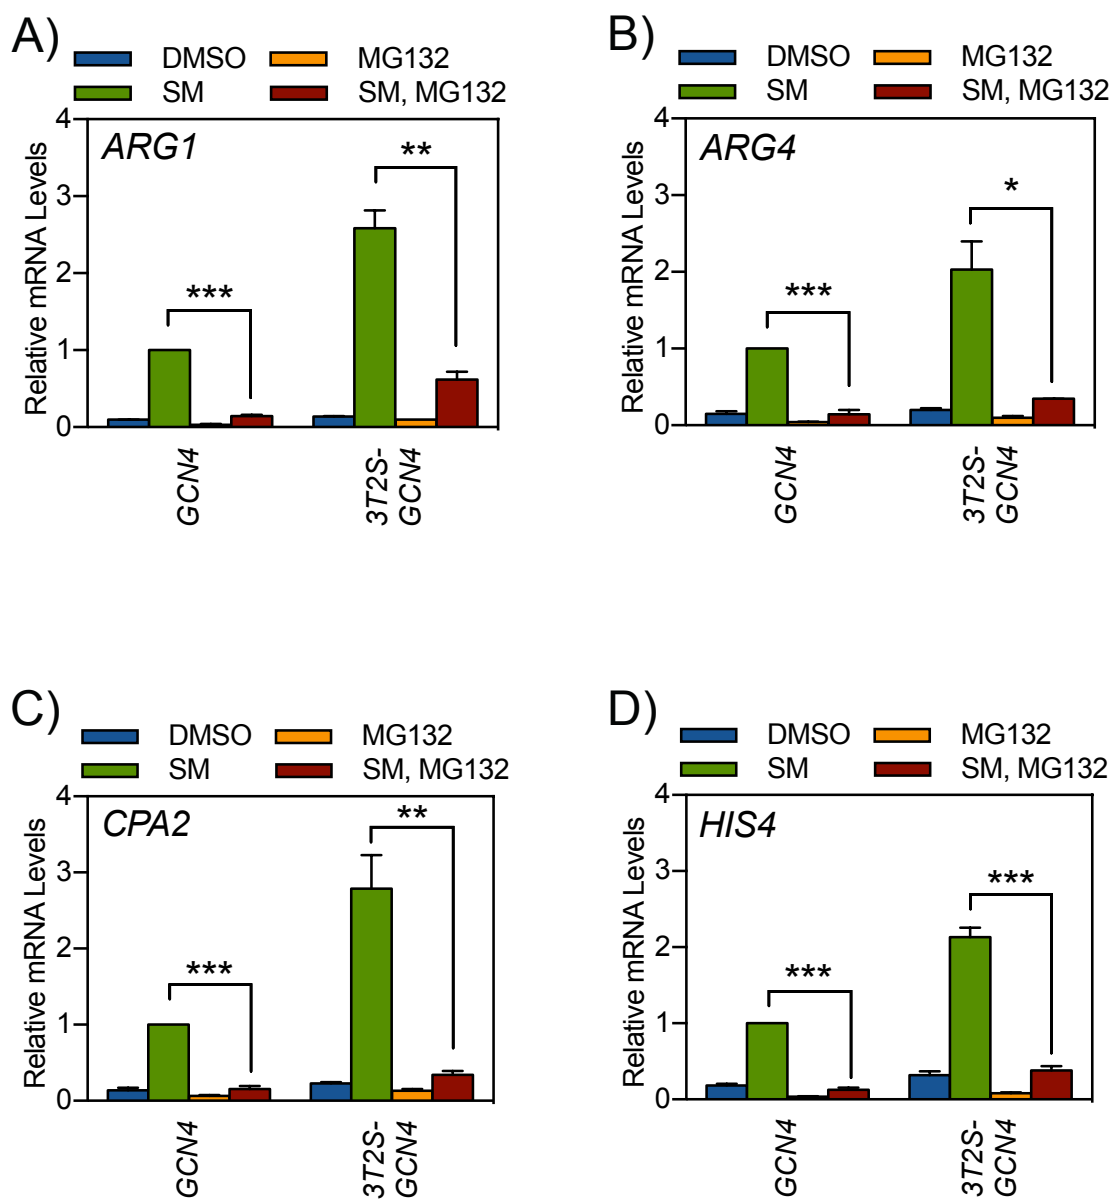 A)
DMSO MG132
SM SM, MG132
ARG1
Relative mRNA Levels
4
3
2
1
0
***
**
GCN4
3T2S-
GCN4
B)
DMSO MG132
SM SM, MG132
ARG4
Relative mRNA Levels
4
3
2
1
0
***
*
GCN4
3T2S-
GCN4
C)
DMSO MG132
SM SM, MG132
CPA2
Relative mRNA Levels
4
3
2
1
0
***
**
GCN4
3T2S-
GCN4
D)
DMSO MG132
SM SM, MG132
HIS4
Relative mRNA Levels
4
3
2
1
0
***
***
GCN4
3T2S-
GCN4